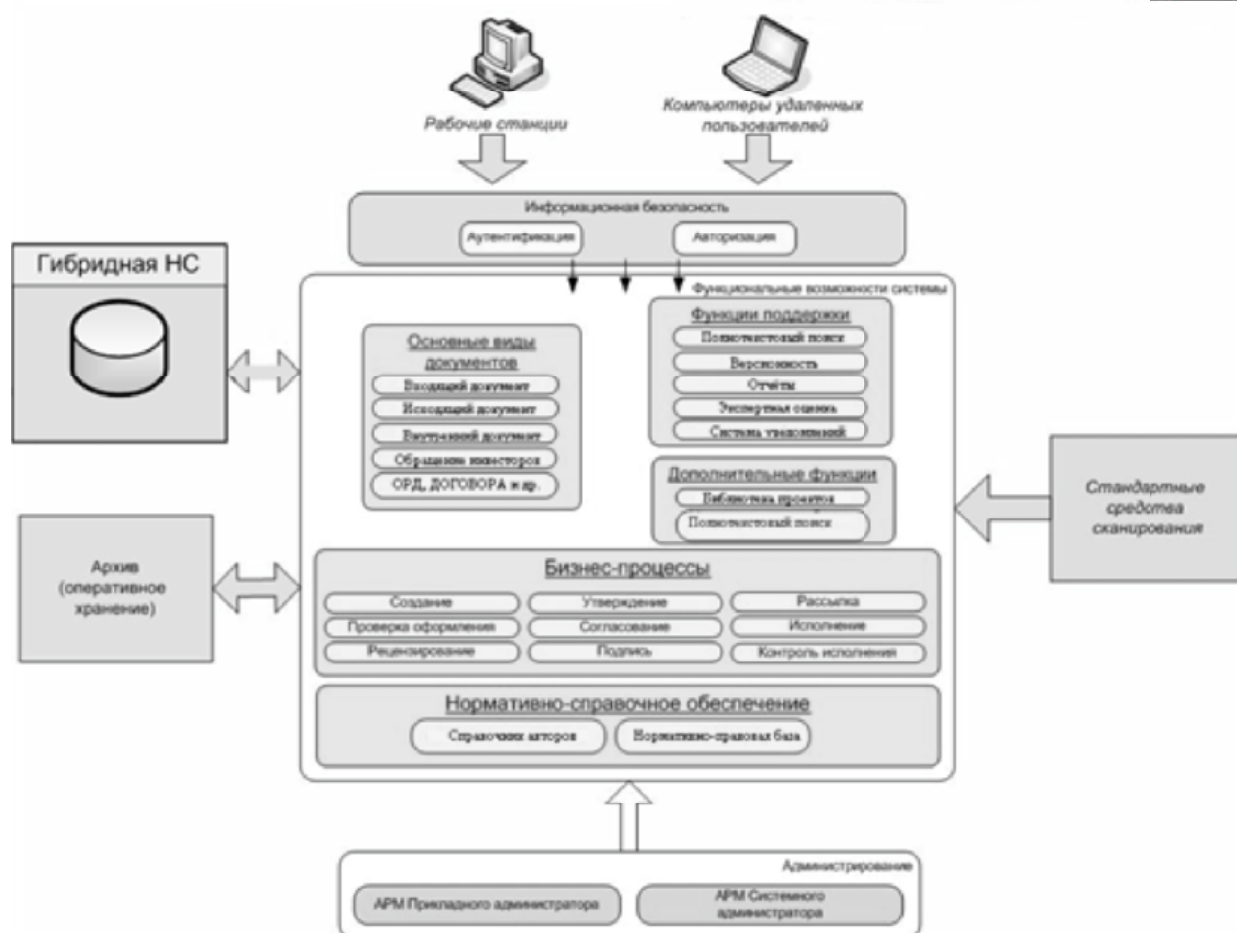 Рабочие станции
Компьютеры удаленных
пользователей
Информационная безопасность
Аутентификация
Авторизация
Гибридная НС
Функциональные возможности системы
Основные виды
документов
Входящий документ
Исходящий документ
Внутренний документ
Обращение инвесторов
ОРД, ДОГОВОРА и др.
Функции поддержки
Полнотекстовый поиск
Версионность
Отчёты
Экспертная оценка
Система уведомлений
Дополнительные функции
Библиотека проектов
Полнотекстовый поиск
Стандартные
средства
сканирования
Архив
(оперативное
хранение)
Бизнес-процессы
Создание
Утверждение
Рассылка
Проверка оформления
Согласование
Исполнение
Рецензирование
Подпись
Контроль исполнения
Нормативно-справочное обеспечение
Справочник авторов
Нормативно-правовая база
Администрирование
АРМ Прикладного администратора
АРМ Системного
администратора